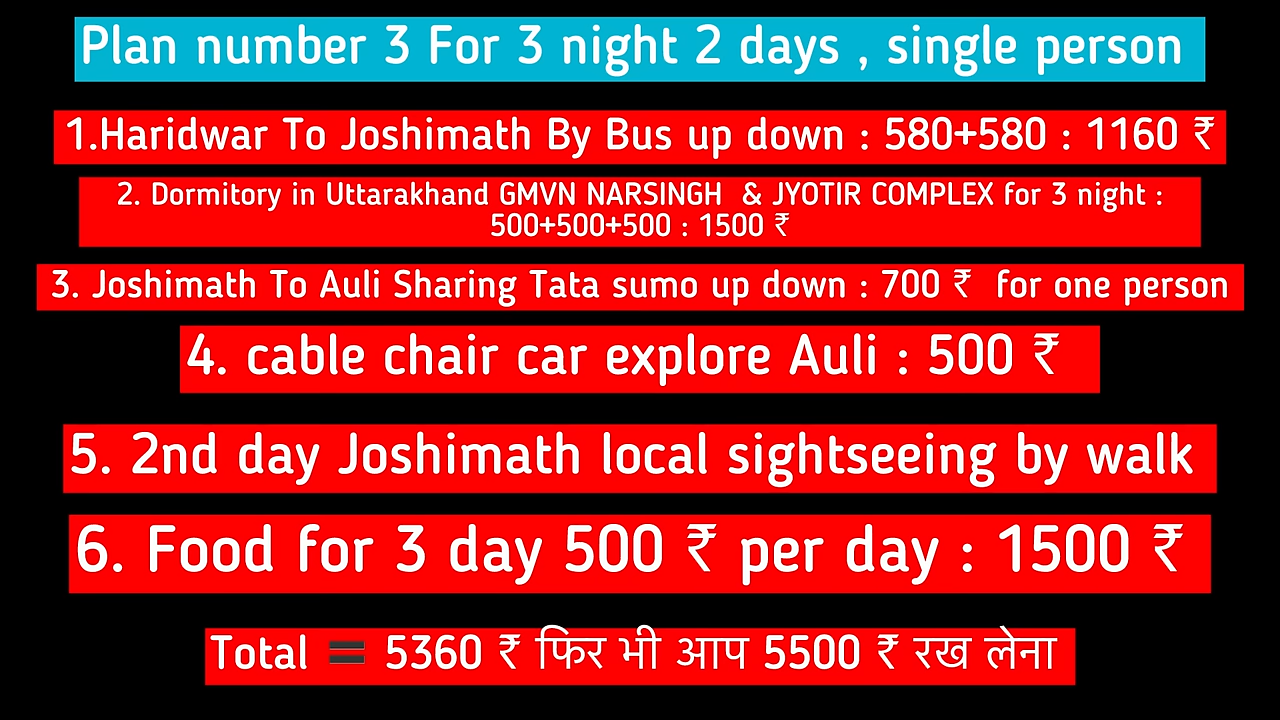 Plan number 3 For 3 night 2 days , single person
1.Haridwar To Joshimath By Bus up down : 580+580 : 1160 ₹
2. Dormitory in Uttarakhand GMVN NARSINGH & JYOTIR COMPLEX for 3 night :
500+500+500 : 1500 ₹
3. Joshimath To Auli Sharing Tata sumo up down : 700 ₹ for one person
4. cable chair car explore Auli : 500 ₹
5. 2nd day Joshimath local sightseeing by walk
6. Food for 3 day 500 ₹ per day : 1500 ₹
Total = 5360 ₹ फिर भी आप 5500 ₹ रख लेना